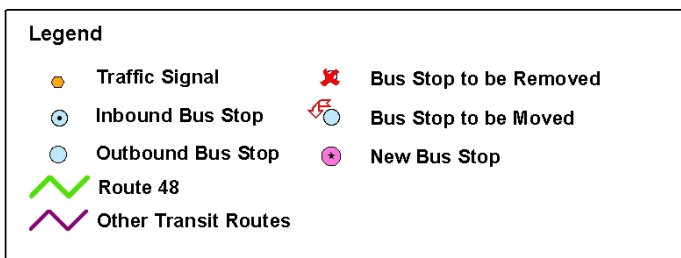 Legend
Traffic Signal
Inbound Bus Stop
Outbound Bus Stop
Route 48
Other Transit Routes
Bus Stop to be Removed
Bus Stop to be Moved
New Bus Stop